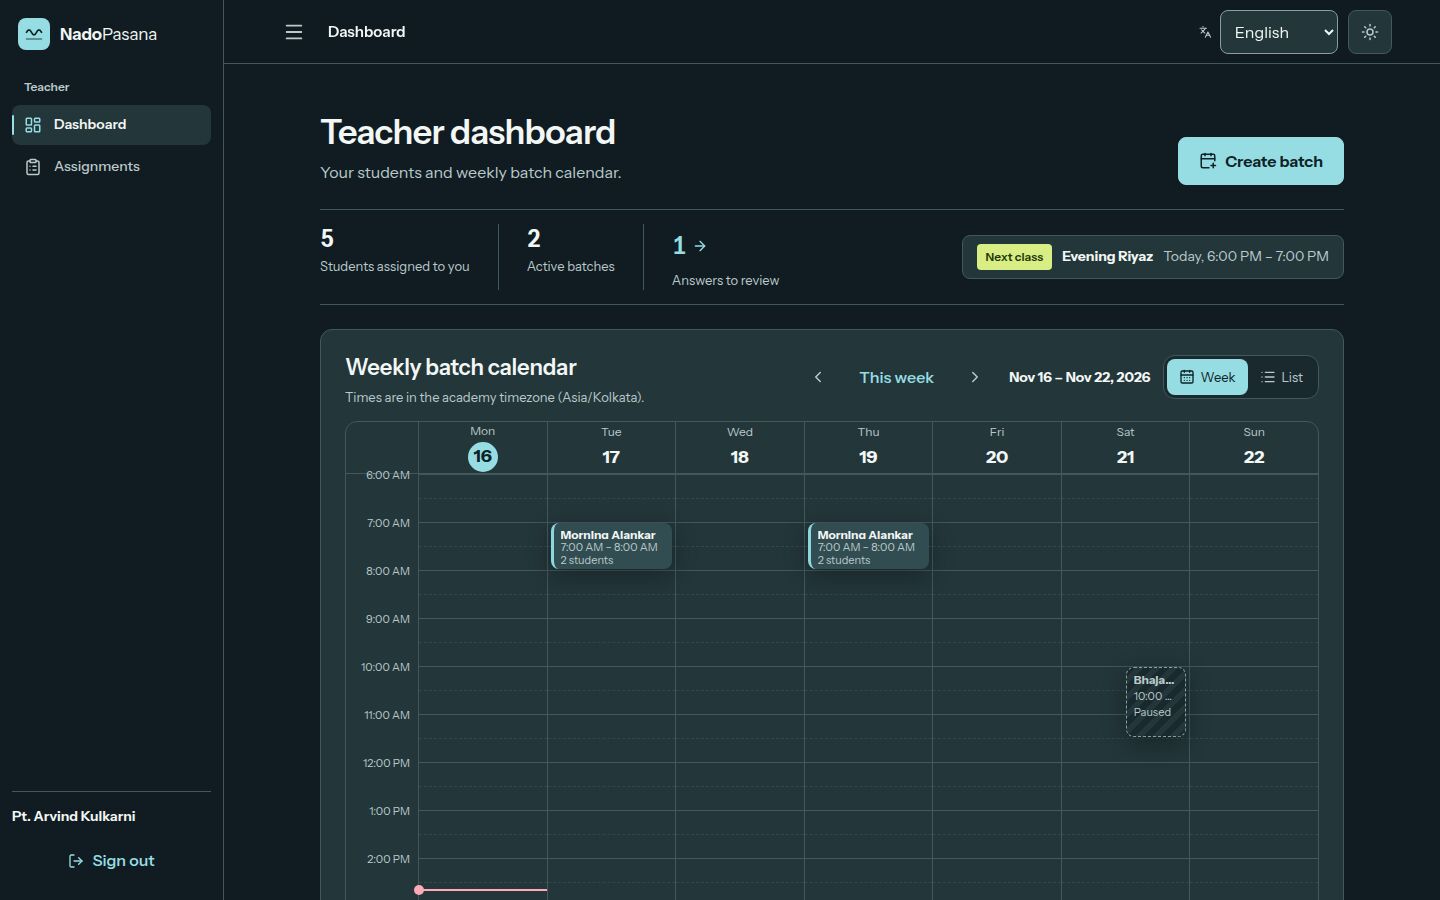 NadoPasana
Teacher
Dashboard
Assignments
Pt. Arvind Kulkarni
Sign out
Dashboard
English
Teacher dashboard
Your students and weekly batch calendar.
Create batch
5
Students assigned to you
2
Active batches
1
Answers to review
Next class Evening Riyaz Today, 6:00 PM – 7:00 PM
Weekly batch calendar
Times are in the academy timezone (Asia/Kolkata).
This week
Nov 16 – Nov 22, 2026
Week
List
Mon Tue Wed Thu Fri Sat Sun
16 17 18 19 20 21 22
6:00 AM
7:00 AM
8:00 AM
9:00 AM
10:00 AM
11:00 AM
12:00 PM
1:00 PM
2:00 PM
Morning Alankar
7:00 AM – 8:00 AM
2 students
Morning Alankar
7:00 AM – 8:00 AM
2 students
Bhaja...
10:00 ...
Paused